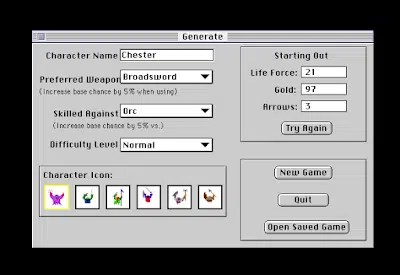 Generate
Character Name Chester
Preferred Weapon Broadsword
(Increase base chance by 5% when using)
Skilled Against Orc
(Increase base chance by 5% vs.)
Difficulty Level Normal
Character Icon:
Starting Out
Life Force: 21
Gold: 97
Arrows: 3
Try Again
New Game
Quit
Open Saved Game